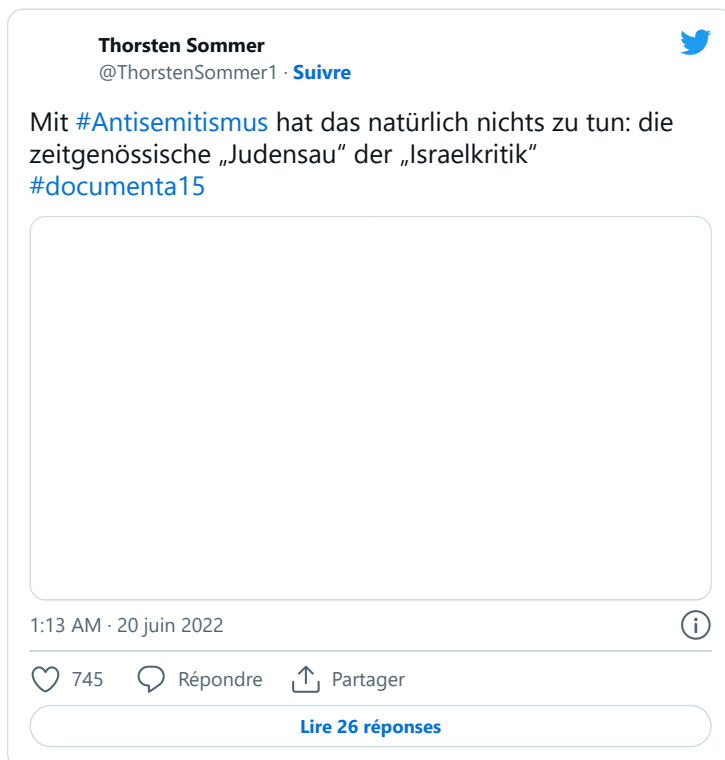 Thorsten Sommer
@ThorstenSommer1 · Suivre
Mit #Antisemitismus hat das natürlich nichts zu tun: die
zeitgenössische „Judensau“ der „Israelkritik“
#documenta15
1:13 AM · 20 juin 2022
745 Répondre Partager
Lire 26 réponses